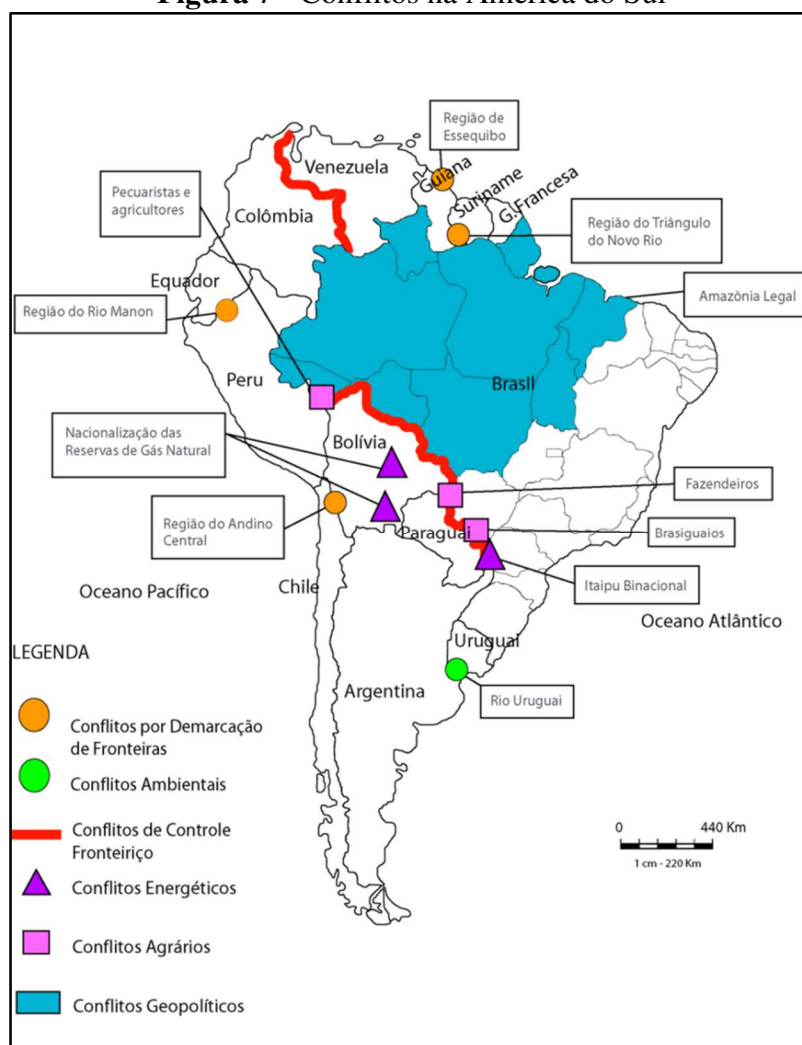 Figura 7 - Conflitos na América do Sul
Região de
Essequibo
Venezuela
Guiana
Suriname
G.Francesa
Pecuaristas e
agricultores
Colômbia
Região do Triângulo
do Novo Rio
Equador
Amazônia Legal
Região do Rio Manon
Peru
Brasil
Nacionalização das
Reservas de Gás Natural
Bolívia
Fazendeiros
Região do Andino
Central
Paraguai
Brasiguaios
Oceano Pacífico
Chile
Itaipu Binacional
Oceano Atlântico
Uruguai
LEGENDA
Argentina
Rio Uruguai
Conflitos por Demarcação
de Fronteiras
Conflitos Ambientais
Conflitos de Controle
Fronteiriço
0 440 Km
1 cm - 220 Km
Conflitos Energéticos
Conflitos Agrários
Conflitos Geopolíticos